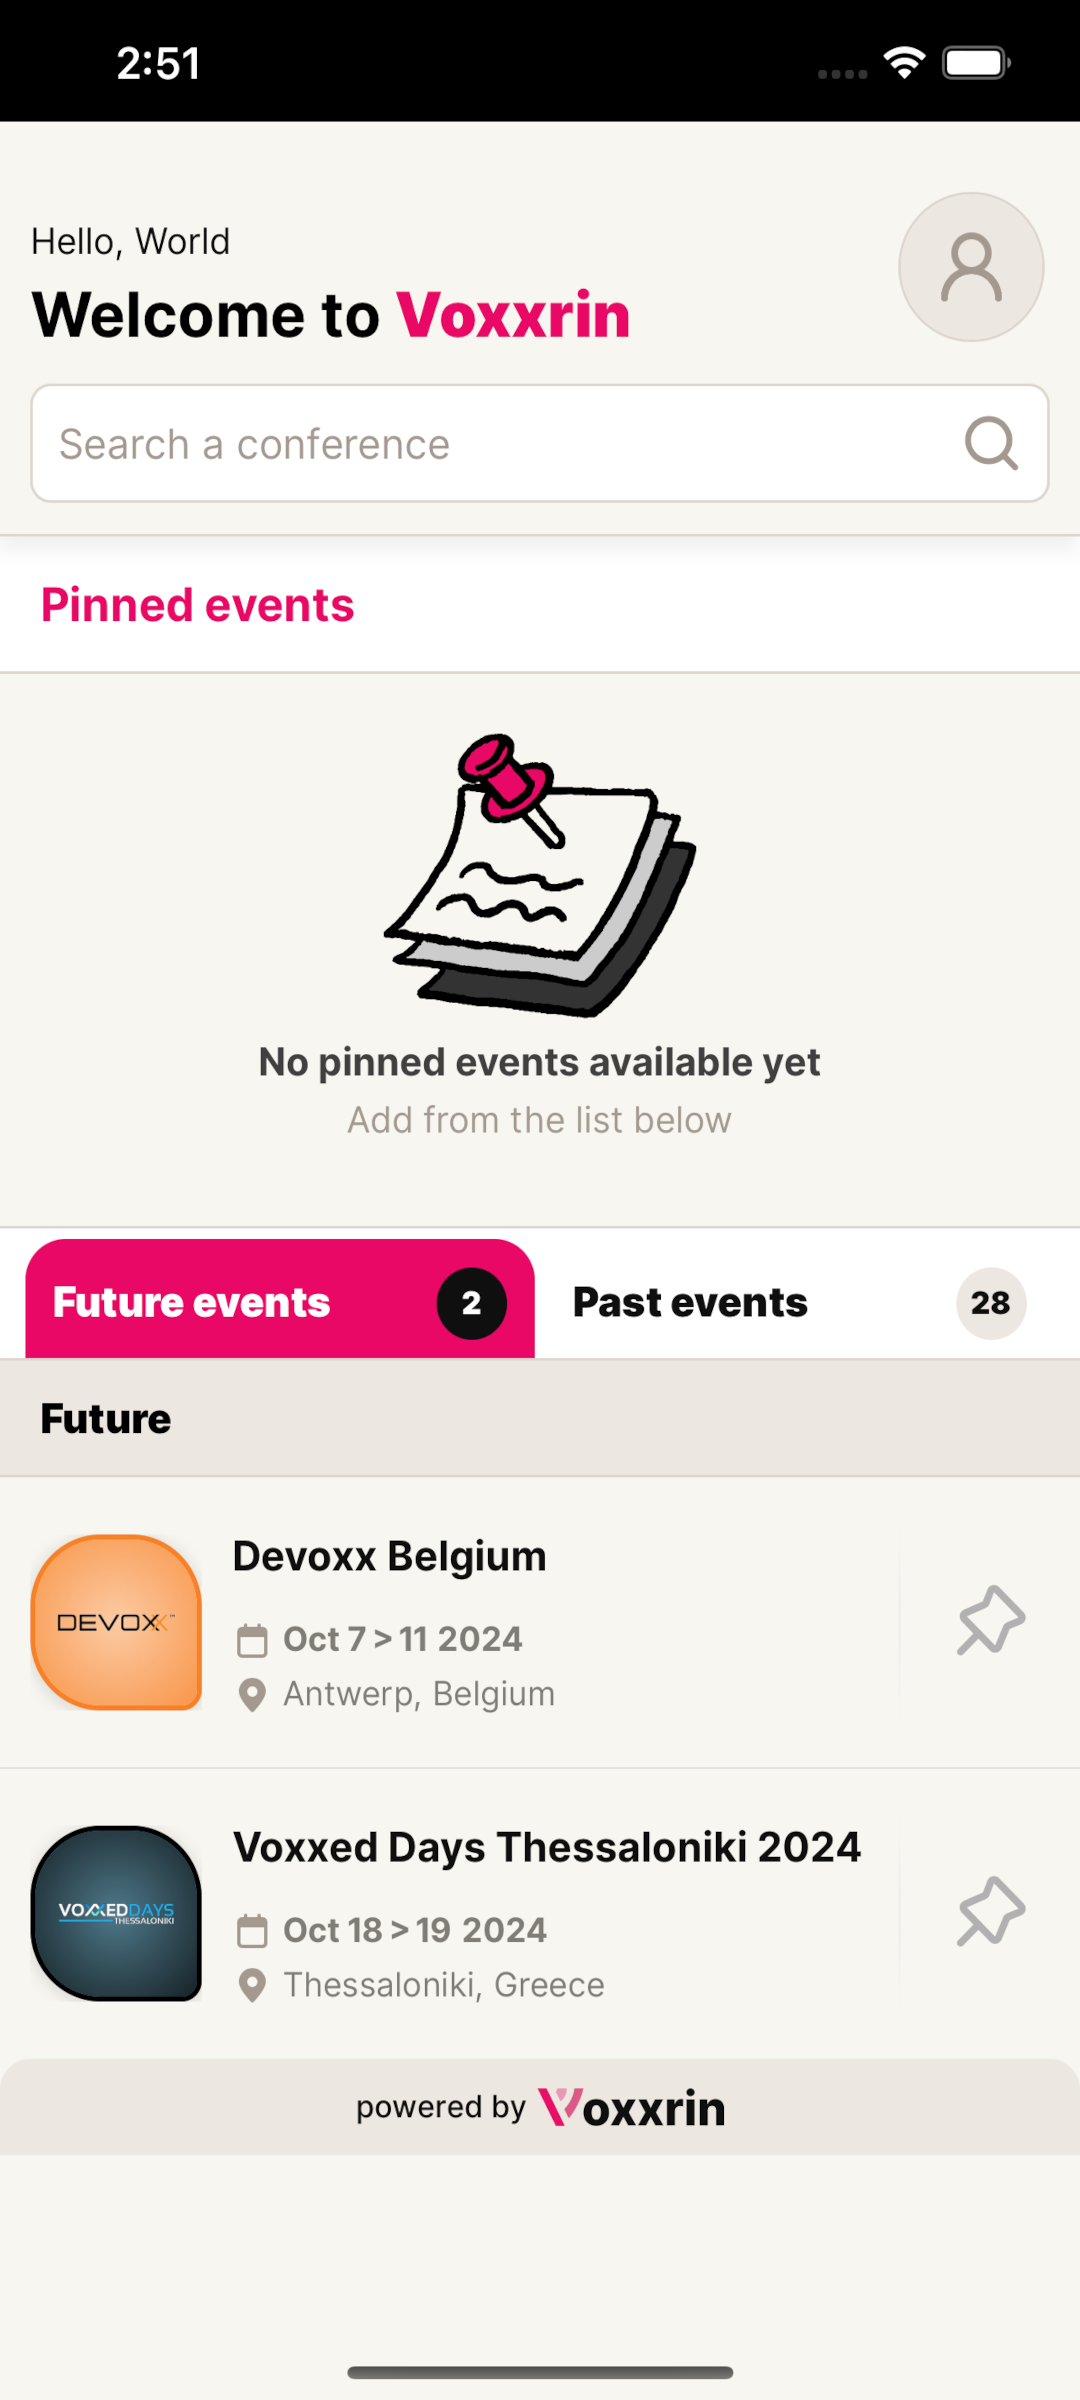 2:51
Hello, World
Welcome to Voxxrin
Search a conference
Pinned events
No pinned events available yet
Add from the list below
Future events 2 Past events 28
Future
DEVOXX™
Devoxx Belgium
Oct 7 > 11 2024
Antwerp, Belgium
VOXXEDDAYS
THESSALONIKI
Voxxed Days Thessaloniki 2024
Oct 18 > 19 2024
Thessaloniki, Greece
powered by Voxxrin